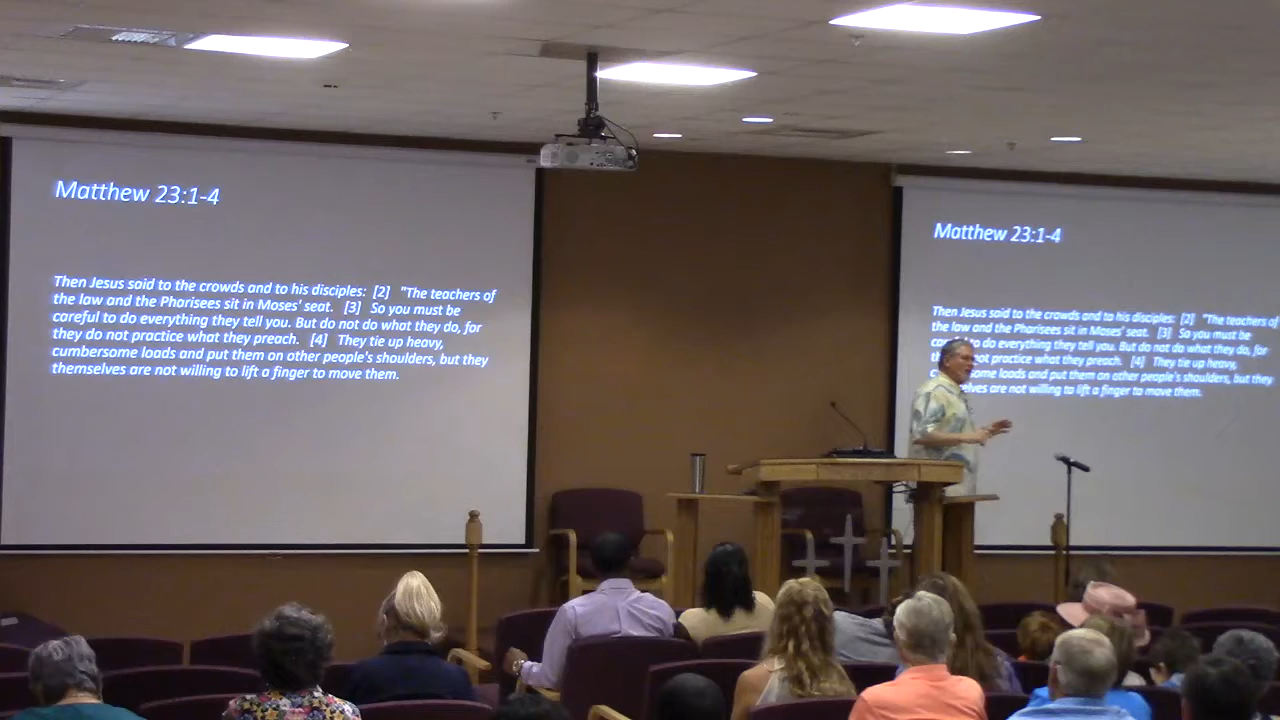 Matthew 23:1-4
Then Jesus said to the crowds and to his disciples: [2] "The teachers of
the law and the Pharisees sit in Moses' seat. [3] So you must be
careful to do everything they tell you. But do not do what they do, for
they do not practice what they preach. [4] They tie up heavy,
cumbersome loads and put them on other people's shoulders, but they
themselves are not willing to lift a finger to move them.
Matthew 23:1-4
Then Jesus said to the crowds and to his disciples: [2] "The teachers of
the law and the Pharisees sit in Moses' seat. [3] So you must be
to do everything they tell you. But do not do what they do, for
not practice what they preach. [4] They tie up heavy,
loads and put them on other people's shoulders, but they
are not willing to lift a finger to move them.